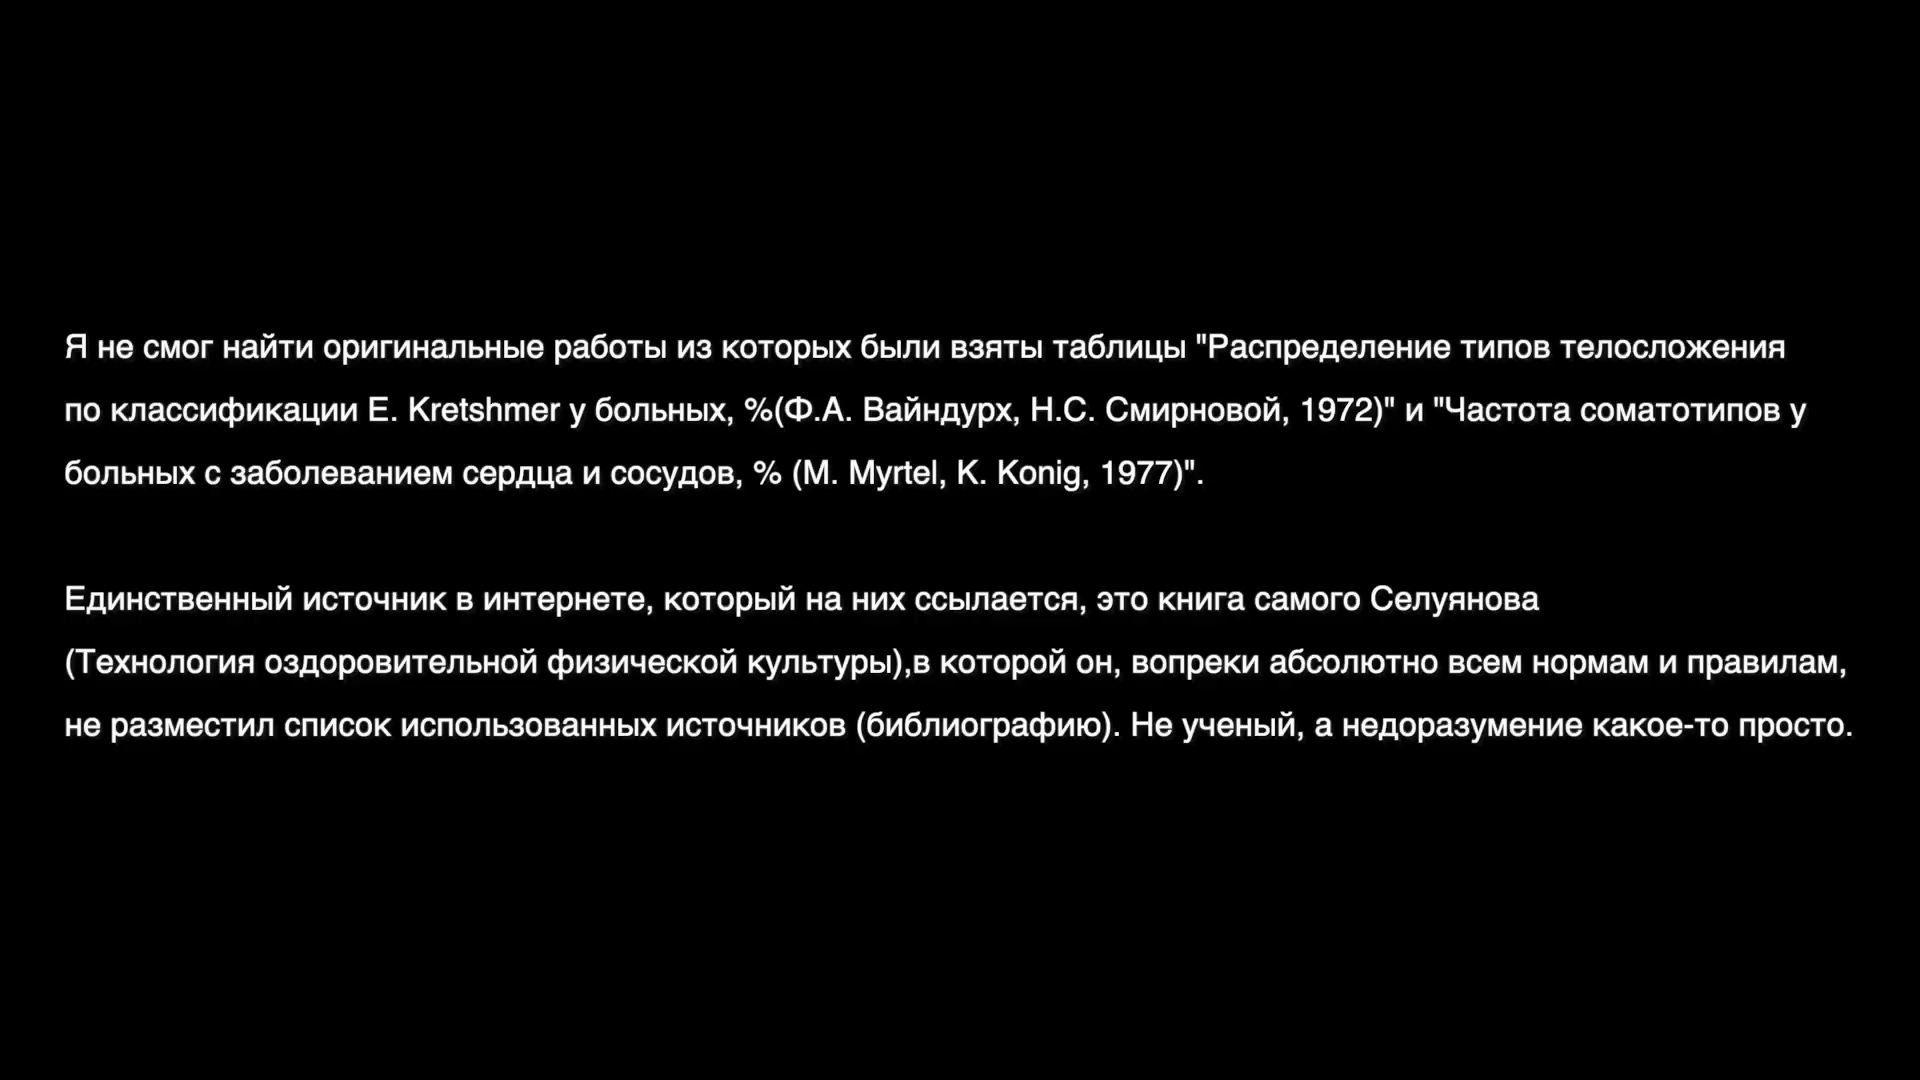 Я не смог найти оригинальные работы из которых были взяты таблицы "Распределение типов телосложения
по классификации E. Kretshmer у больных, %(Ф.А. Вайндурх, Н.С. Смирновой, 1972)" и "Частота соматотипов у
больных с заболеванием сердца и сосудов, % (M. Myrtel, K. Konig, 1977)".
Единственный источник в интернете, который на них ссылается, это книга самого Селуянова
(Технология оздоровительной физической культуры),в которой он, вопреки абсолютно всем нормам и правилам,
не разместил список использованных источников (библиографию). Не ученый, а недоразумение какое-то просто.